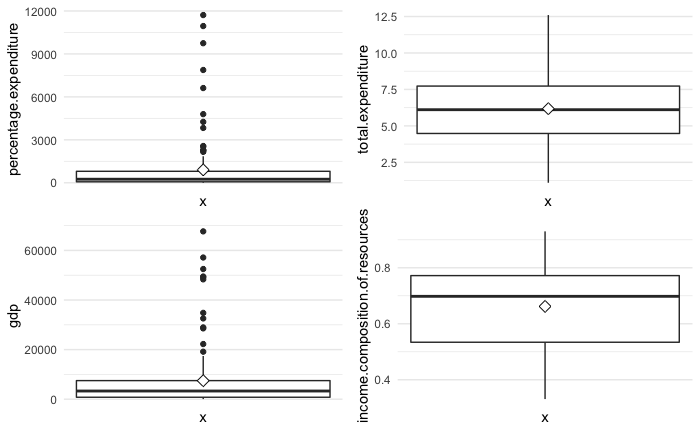 percentage.expenditure
12000
9000
6000
3000
0
x
total.expenditure
12.5
10.0
7.5
5.0
2.5
x
gdp
60000
40000
20000
0
x
income.composition.of.resources
0.8
0.6
0.4
x